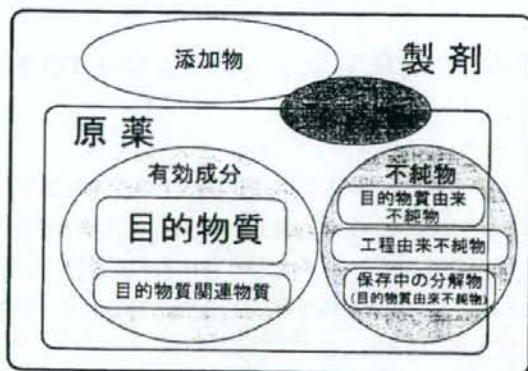 添加物
製剤
原薬
有効成分
目的物質
目的物質関連物質
不純物
目的物質由来
不純物
工程由来不純物
保存中の分解物
(目的物質由来不純物)